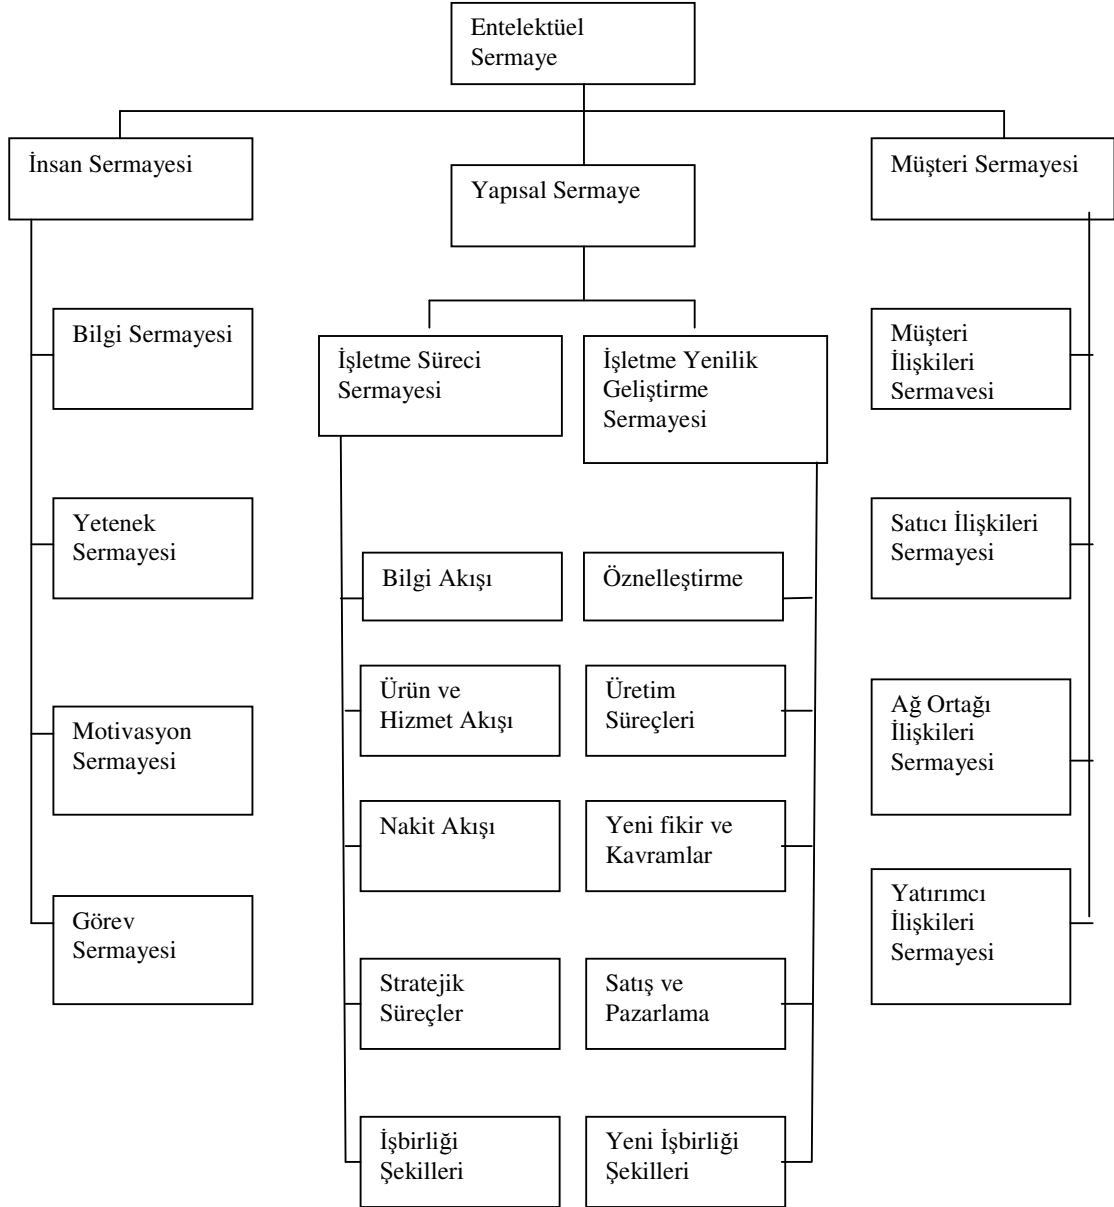 Entelektüel
Sermaye
İnsan Sermayesi
Yapısal Sermaye
Müşteri Sermayesi
Bilgi Sermayesi
Yetenek
Sermayesi
Motivasyon
Sermayesi
Görev
Sermayesi
İşletme Süreci
Sermayesi
Bilgi Akışı
Ürün ve
Hizmet Akışı
Nakit Akışı
Stratejik
Süreçler
İşbirliği
Şekilleri
İşletme Yenilik
Geliştirme
Sermayesi
Öznelleştirme
Üretim
Süreçleri
Yeni fikir ve
Kavramlar
Satış ve
Pazarlama
Yeni İşbirliği
Şekilleri
Müşteri
İlişkileri
Sermayesi
Satıcı İlişkileri
Sermayesi
Ağ Ortağı
İlişkileri
Sermayesi
Yatırımcı
İlişkileri
Sermayesi